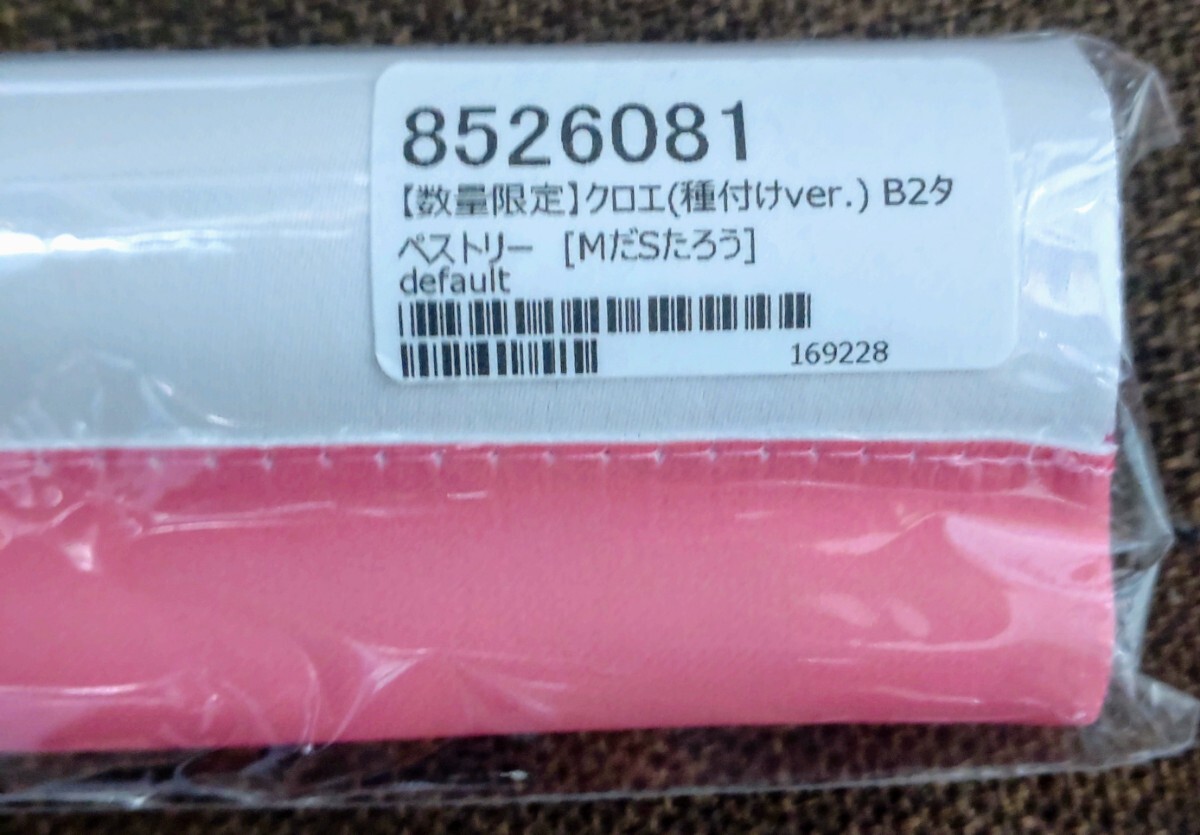 8526081
【数量限定】クロエ(種付けver.) B2タ
ペストリー　[MだSたろう]
default
169228